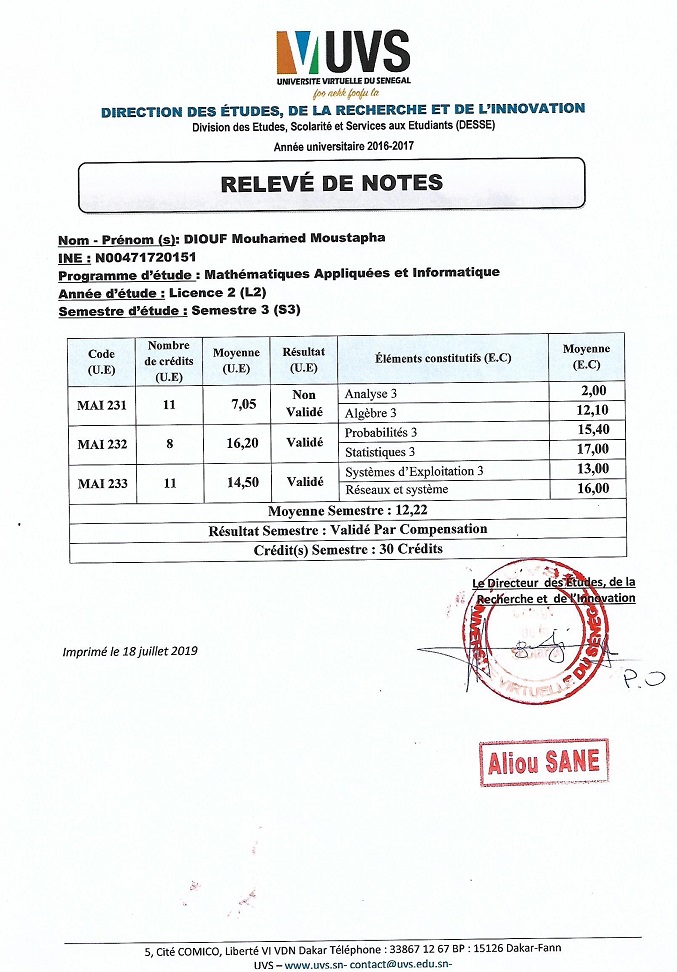 UVS
UNIVERSITE VIRTUELLE DU SENEGAL
foo nekk foofu la
DIRECTION DES ÉTUDES, DE LA RECHERCHE ET DE L'INNOVATION
Division des Etudes, Scolarité et Services aux Etudiants (DESSE)
Année universitaire 2016-2017
RELEVÉ DE NOTES
Nom - Prénom (s): DIOUF Mouhamed Moustapha
INE : N00471720151
Programme d'étude : Mathématiques Appliquées et Informatique
Année d'étude : Licence 2 (L2)
Semestre d'étude : Semestre 3 (S3)
Code (U.E) Nombre de crédits (U.E) Moyenne (U.E) Résultat (U.E) Éléments constitutifs (E.C) Moyenne (E.C)
MAI 231 11 7,05 Non Validé Analyse 3 2,00
Algèbre 3 12,10
MAI 232 8 16,20 Validé Probabilités 3 15,40
Statistiques 3 17,00
MAI 233 11 14,50 Validé Systèmes d'Exploitation 3 13,00
Réseaux et système 16,00
Moyenne Semestre : 12,22
Résultat Semestre : Validé Par Compensation
Crédit(s) Semestre : 30 Crédits
Le Directeur des Etudes, de la
Recherche et de l'Innovation
Imprimé le 18 juillet 2019
VIRTUELLE DU SENEGAL
P.O
Aliou SANE
5, Cité COMICO, Liberté VI VDN Dakar Téléphone : 33867 12 67 BP : 15126 Dakar-Fann
UVS – www.uvs.sn- contact@uvs.edu.sn-